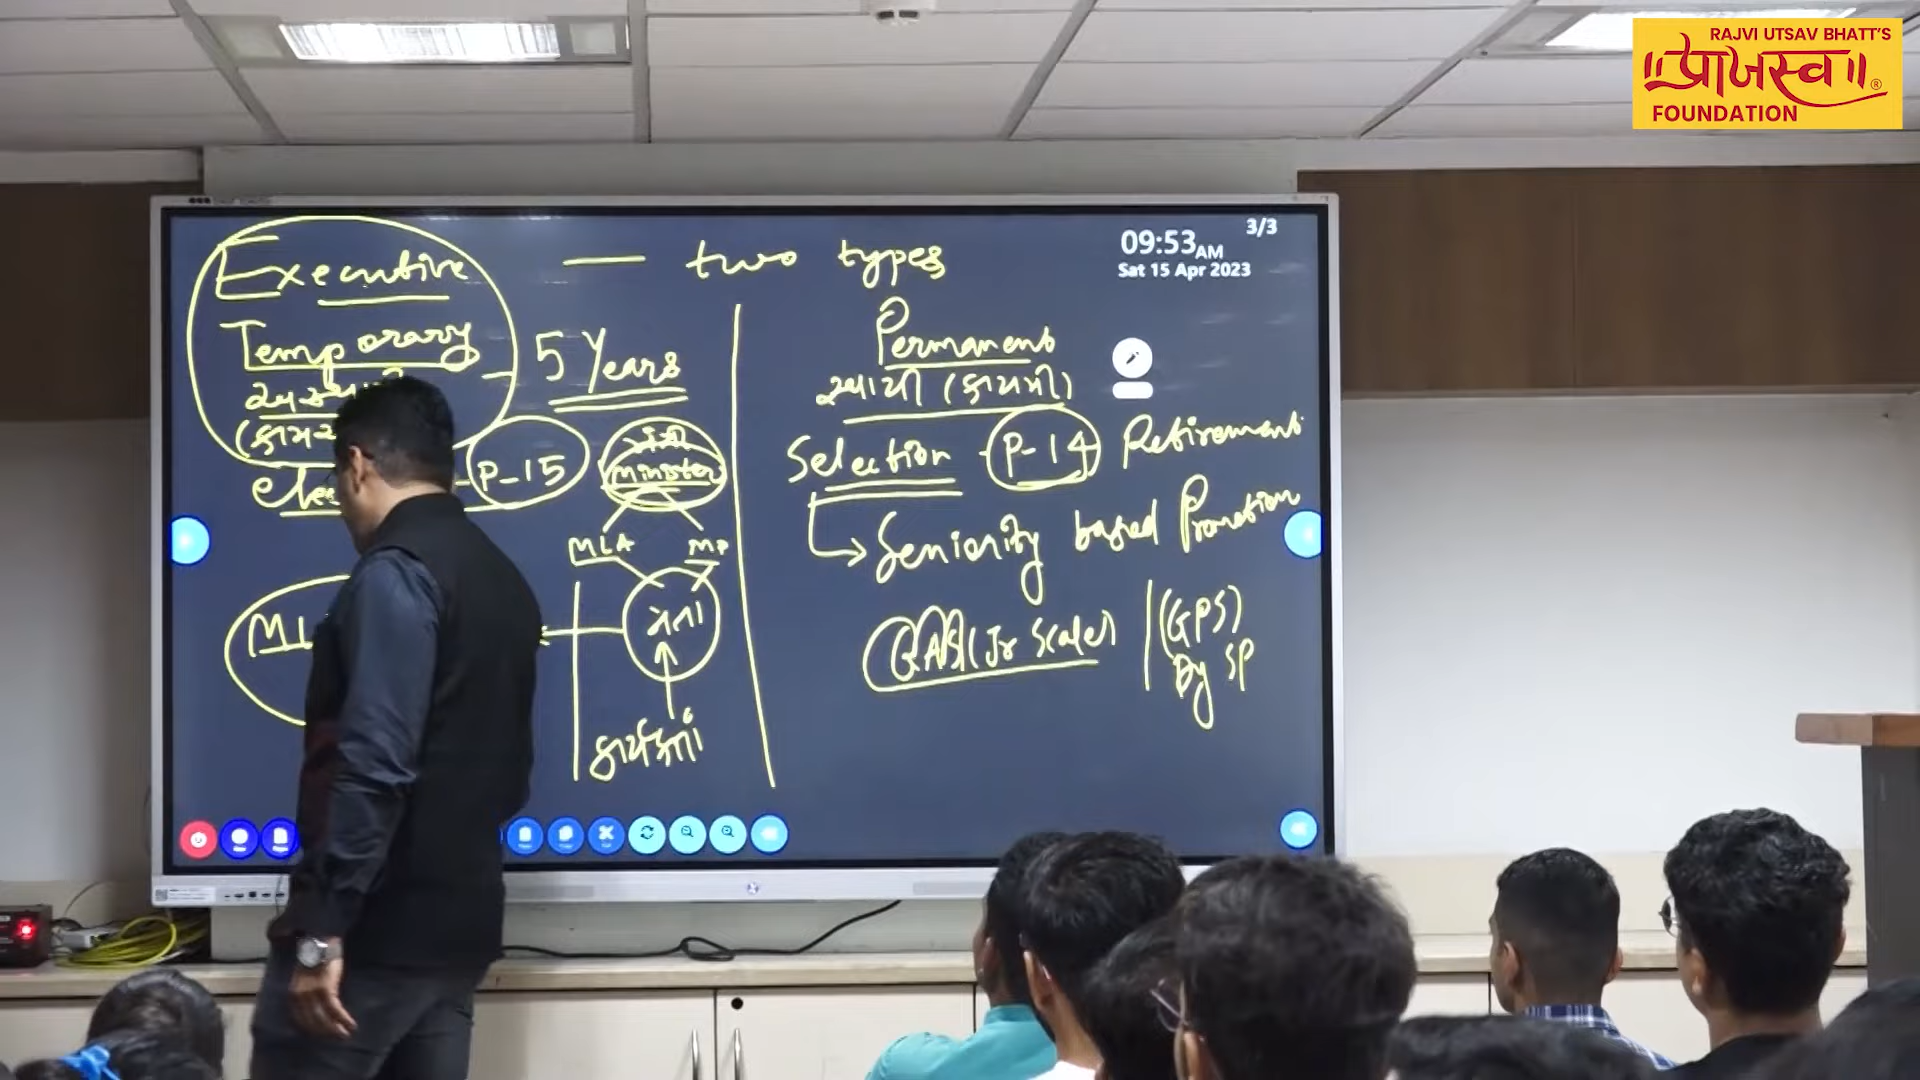 RAJVI UTSAV BHATT'S
॥प्राजस्व॥®
FOUNDATION
3/3
09:53AM
Sat 15 Apr 2023
Executive — two types
Temporary - 5 Years
P-15
મંત્રી
Minister
MLA MP
નેતા
કાર્યકર્તા
Permanent
સ્થાયી (કાયમી)
Selection - P-14 Retirement
Seniority based Promotion
GAS (Jr Scale) (GPS)
Dy SP